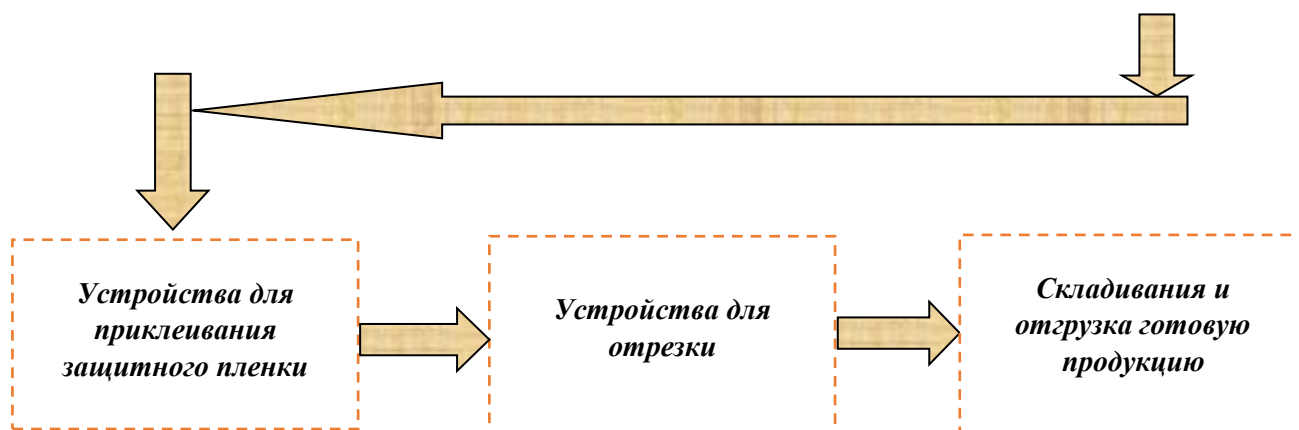 Устройства для
приклеивания
защитного пленки
Устройства для
отрезки
Складивания и
отгрузка готовую
продукцию